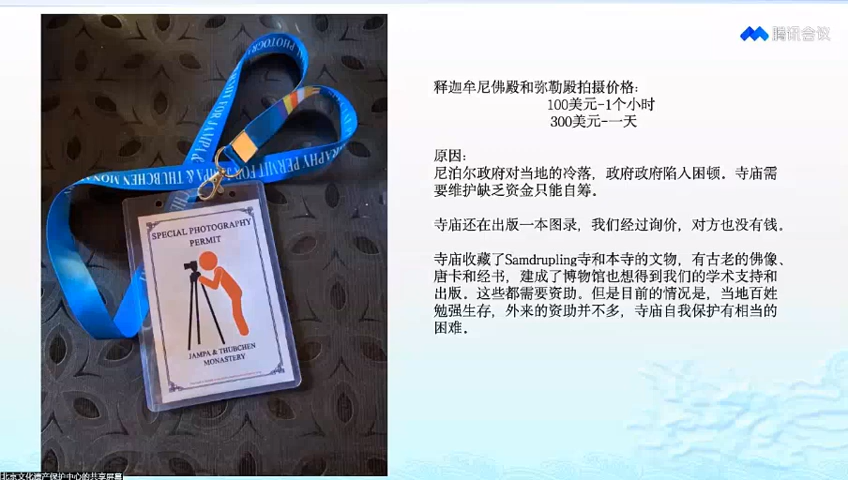 腾讯会议
释迦牟尼佛殿和弥勒殿拍摄价格：
100美元-1个小时
300美元-一天
原因：
尼泊尔政府对当地的冷落，政府政府陷入困顿。寺庙需
要维护缺乏资金只能自筹。
寺庙还在出版一本图录，我们经过询价，对方也没有钱。
寺庙收藏了Samdrupling寺和本寺的文物，有古老的佛像、
唐卡和经书，建成了博物馆也想得到我们的学术支持和
出版。这些都需要资助。但是目前的情况是，当地百姓
勉强生存，外来的资助并不多，寺庙自我保护有相当的
困难。
PHOTOGRAPHY
PERMIT FOR JAMPA
GRAPHY PERMIT FOR JAMPA & THUBCHEN MONA
SPECIAL PHOTOGRAPHY
PERMIT
JAMPA & THUBCHEN
MONASTERY
北京文化遗产保护中心的共享屏幕